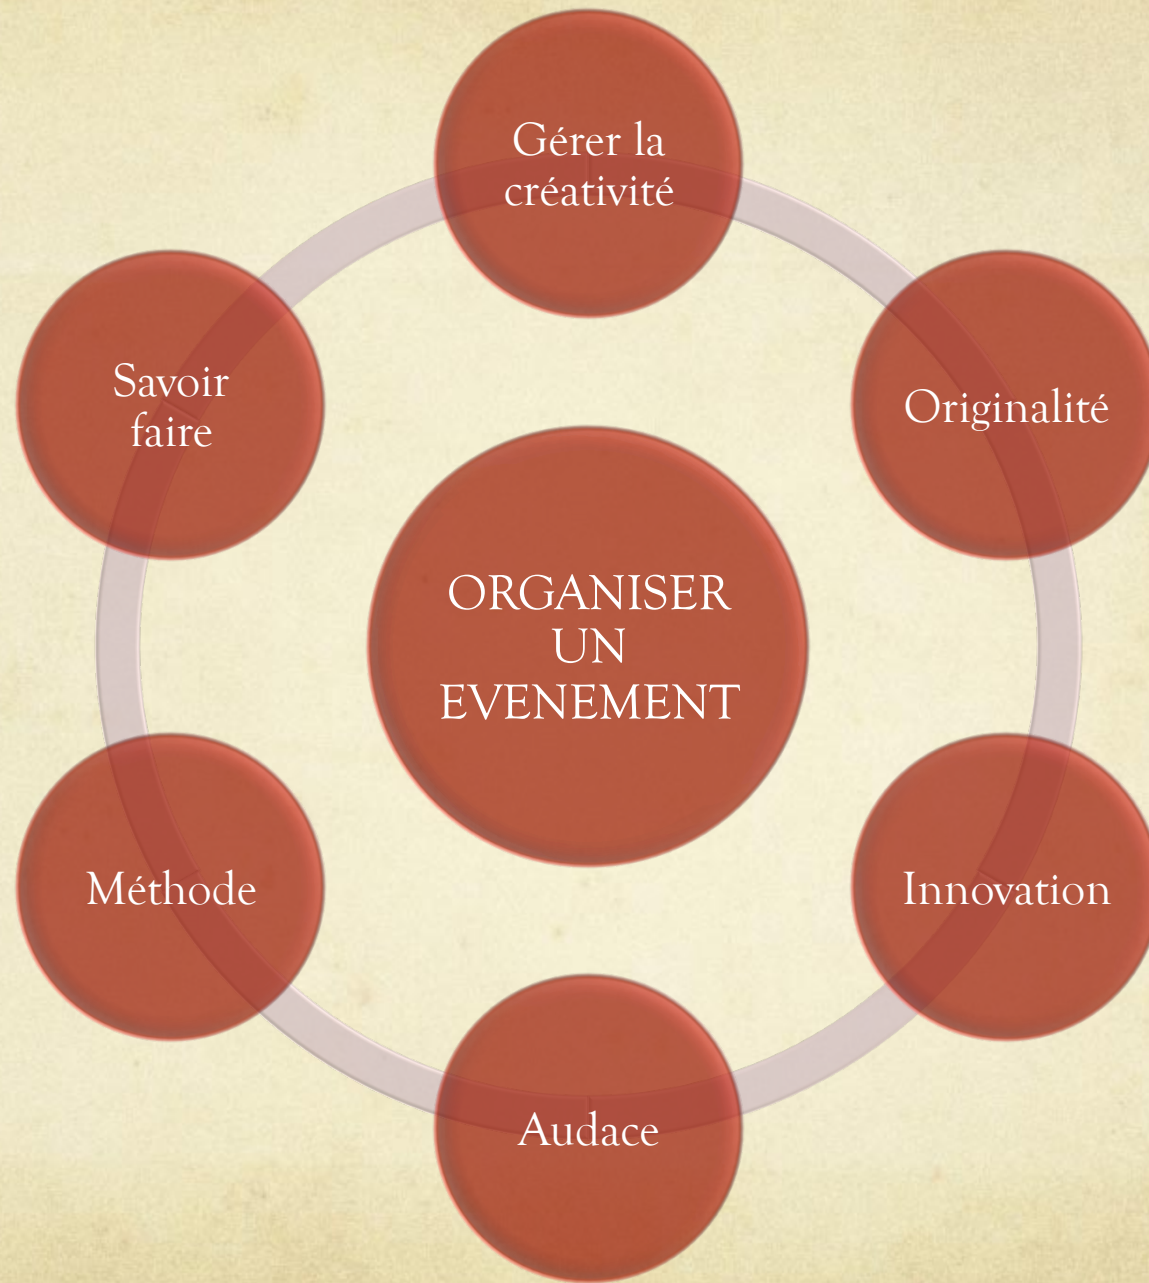 Gérer la
créativité
Originalité
Innovation
Audace
Méthode
Savoir
faire
ORGANISER
UN
EVENEMENT